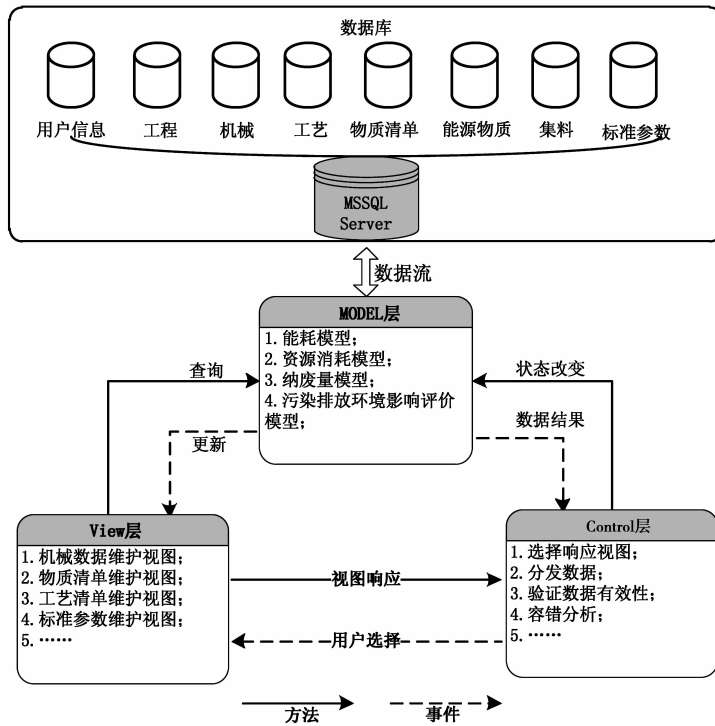 数据库
用户信息
工程
机械
工艺
物质清单
能源物质
集料
标准参数
MSSQL
Server
数据流
MODEL层
1. 能耗模型;
2. 资源消耗模型;
3. 纳废量模型;
4. 污染排放环境影响评价
模型;
查询
状态改变
更新
数据结果
View层
1. 机械数据维护视图;
2. 物质清单维护视图;
3. 工艺清单维护视图;
4. 标准参数维护视图;
5. ……
视图响应
用户选择
Control层
1. 选择响应视图;
2. 分发数据;
3. 验证数据有效性;
4. 容错分析;
5. ……
方法
事件